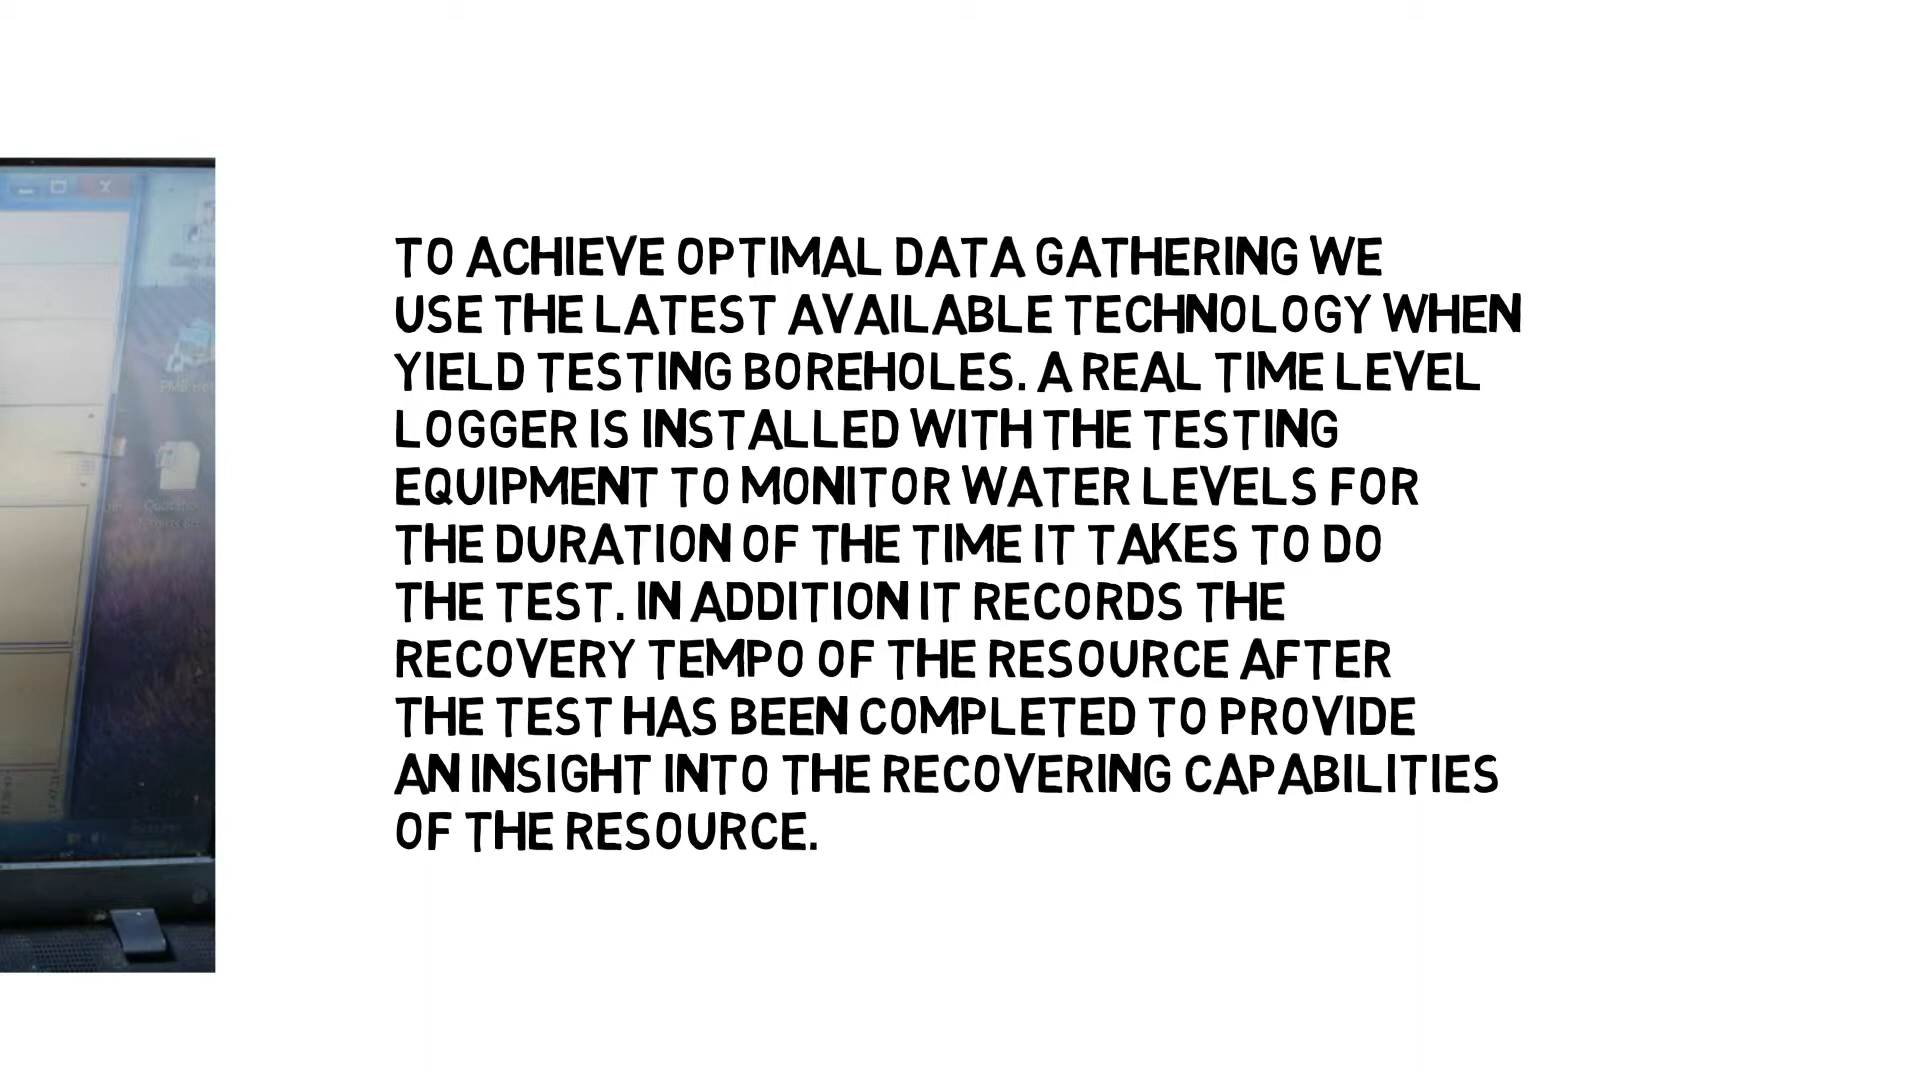 TO ACHIEVE OPTIMAL DATA GATHERING WE
USE THE LATEST AVAILABLE TECHNOLOGY WHEN
YIELD TESTING BOREHOLES. A REAL TIME LEVEL
LOGGER IS INSTALLED WITH THE TESTING
EQUIPMENT TO MONITOR WATER LEVELS FOR
THE DURATION OF THE TIME IT TAKES TO DO
THE TEST. IN ADDITION IT RECORDS THE
RECOVERY TEMPO OF THE RESOURCE AFTER
THE TEST HAS BEEN COMPLETED TO PROVIDE
AN INSIGHT INTO THE RECOVERING CAPABILITIES
OF THE RESOURCE.